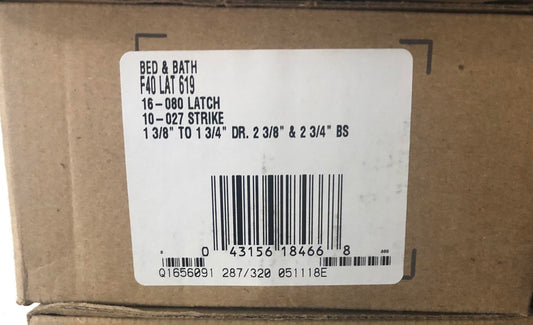 BED & BATH
F40 LAT 619
16-080 LATCH
10-027 STRIKE
1 3/8" TO 1 3/4" DR. 2 3/8" & 2 3/4" BS
0 43156 18466 8
Q1656091 287/320 051118E